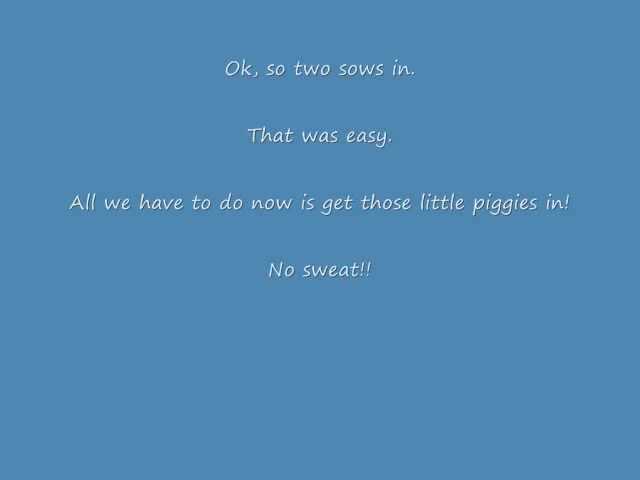 Ok, so two sows in.
That was easy.
All we have to do now is get those little piggies in!
No sweat!!